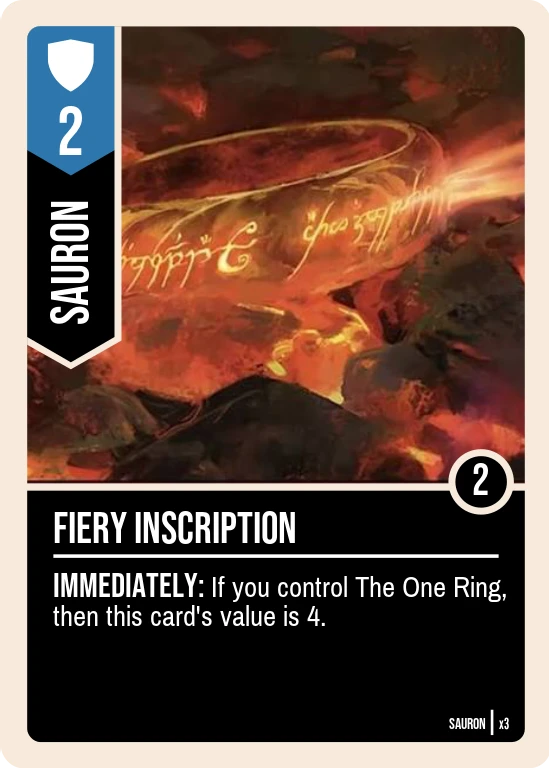 2
SAURON
2
FIERY INSCRIPTION
IMMEDIATELY: If you control The One Ring,
then this card's value is 4.
SAURON | x3